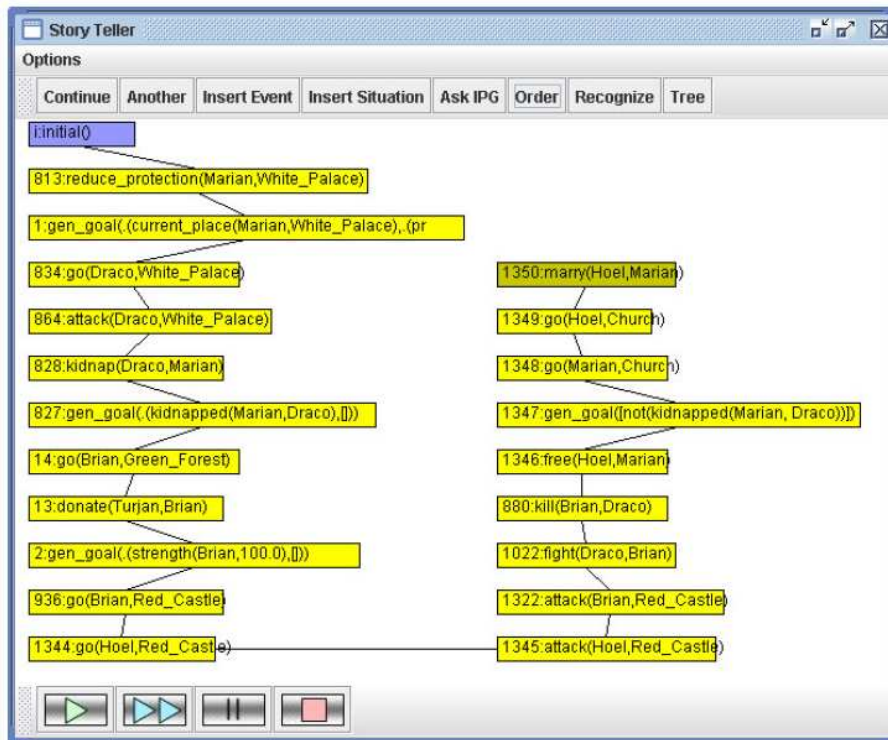 Story Teller
Options
Continue Another Insert Event Insert Situation Ask IPG Order Recognize Tree
i:initial()
813:reduce_protection(Marian,White_Palace)
1:gen_goal(.(current_place(Marian,White_Palace),.(pr
834:go(Draco,White_Palace)
864:attack(Draco,White_Palace)
828:kidnap(Draco,Marian)
827:gen_goal(.(kidnapped(Marian,Draco),[]))
14:go(Brian,Green_Forest)
13:donate(Turjan,Brian)
2:gen_goal(.(strength(Brian,100.0),[]))
936:go(Brian,Red_Castle)
1344:go(Hoel,Red_Castle)
1350:marry(Hoel,Marian)
1349:go(Hoel,Church)
1348:go(Marian,Church)
1347:gen_goal([not(kidnapped(Marian, Draco))])
1346:free(Hoel,Marian)
880:kill(Brian,Draco)
1022:fight(Draco,Brian)
1322:attack(Brian,Red_Castle)
1345:attack(Hoel,Red_Castle)